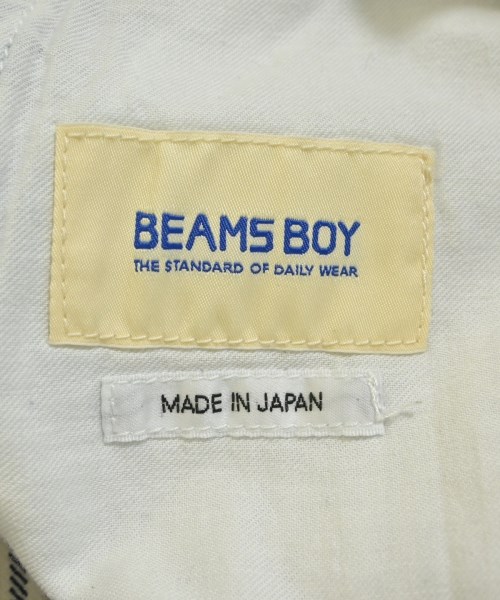 BEAMS BOY
THE STANDARD OF DAILY WEAR
MADE IN JAPAN